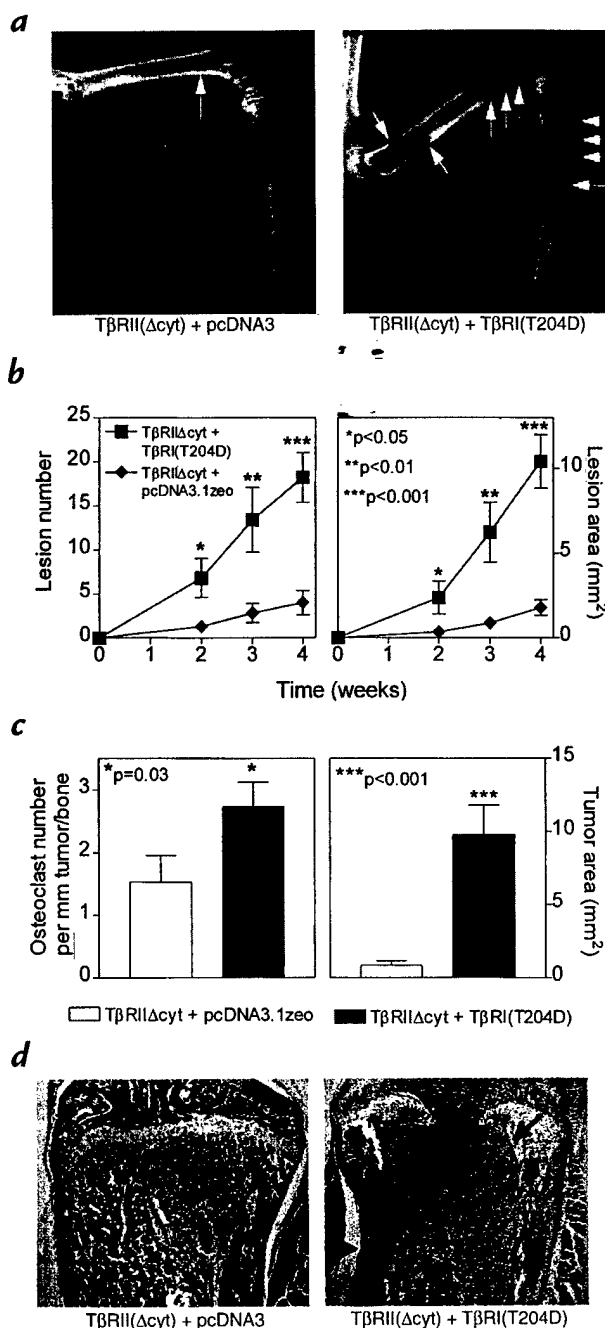 a
TβRII(Δcyt) + pcDNA3
TβRII(Δcyt) + TβRI(T204D)
b
25
20
15
10
5
0
Lesion number
TβRIIΔcyt +
TβRI(T204D)
TβRIIΔcyt +
pcDNA3.1zeo
*
**
***
0 1 2 3 4
*p<0.05
**p<0.01
***p<0.001
*
**
***
10
5
0
Lesion area (mm²)
0 1 2 3 4
Time (weeks)
c
3
2
1
0
Osteoclast number
per mm tumor/bone
*p=0.03
*
***p<0.001
***
15
10
5
0
Tumor area (mm²)
TβRIIΔcyt + pcDNA3.1zeo
TβRIIΔcyt + TβRI(T204D)
d
TβRII(Δcyt) + pcDNA3
TβRII(Δcyt) + TβRI(T204D)